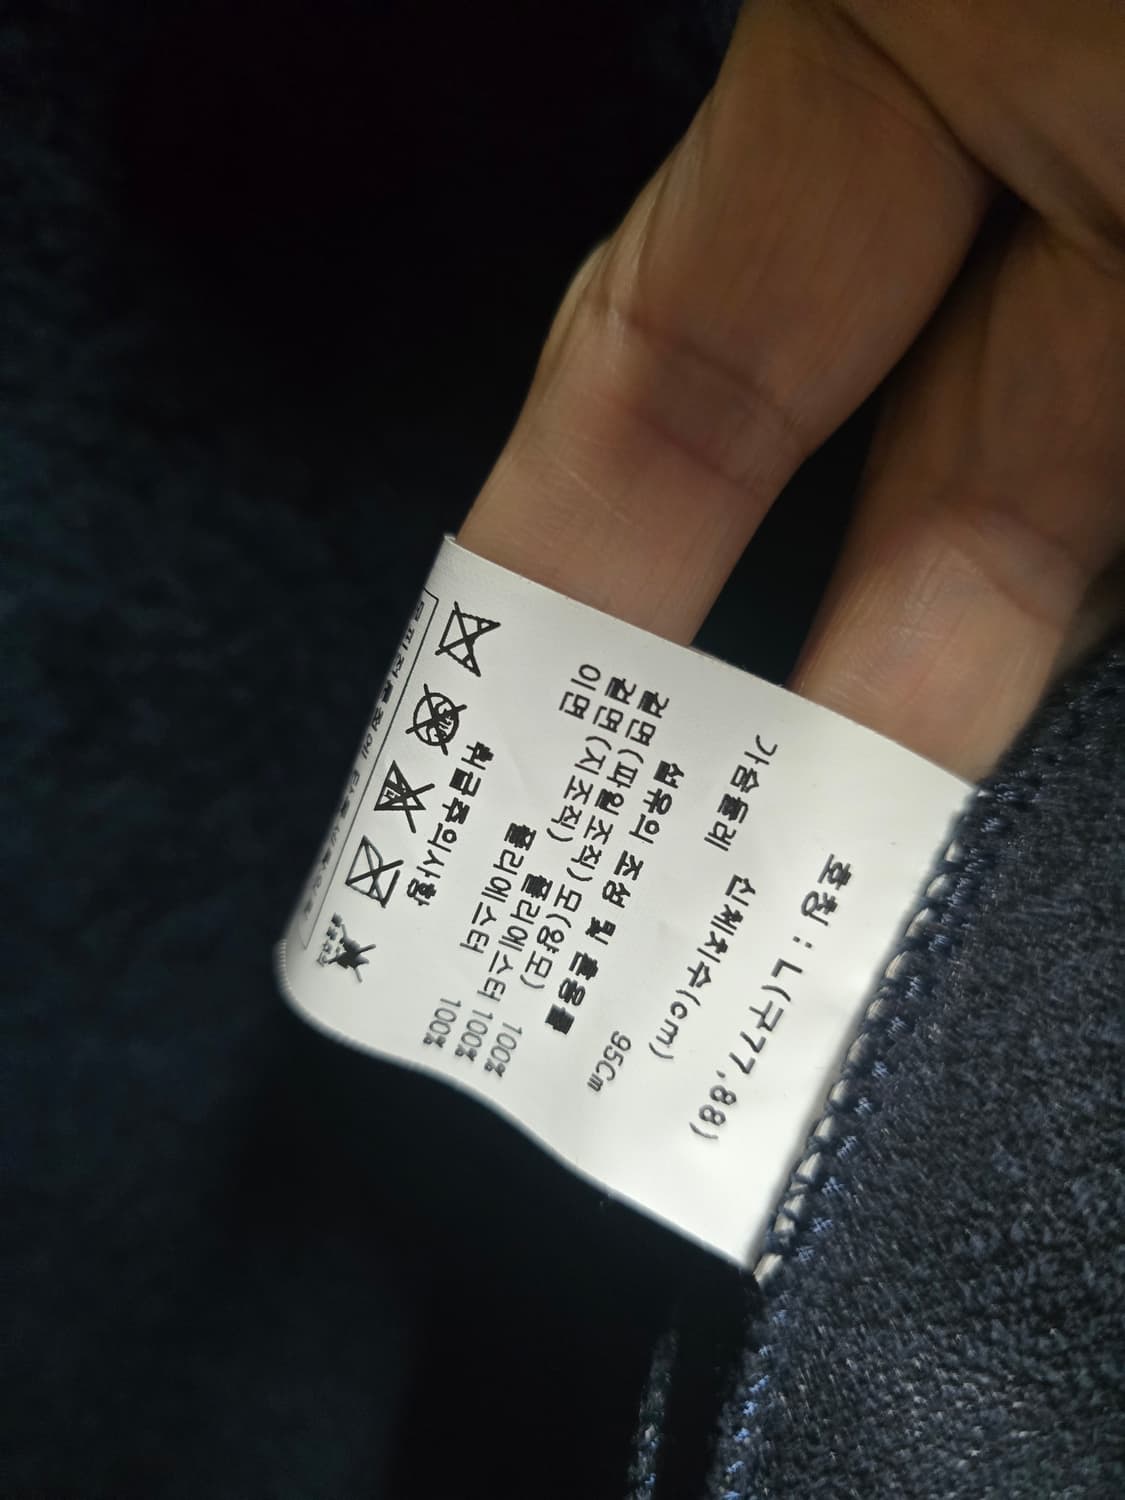 호칭 : L(구77,88)
신체치수(cm)
가슴둘레 95Cm
섬유의 조성 및 혼용률
겉면(파일조직)모(양모) 100%
겉면(지조직) 폴리에스터 100%
이면 폴리에스터 100%
취급주의사항